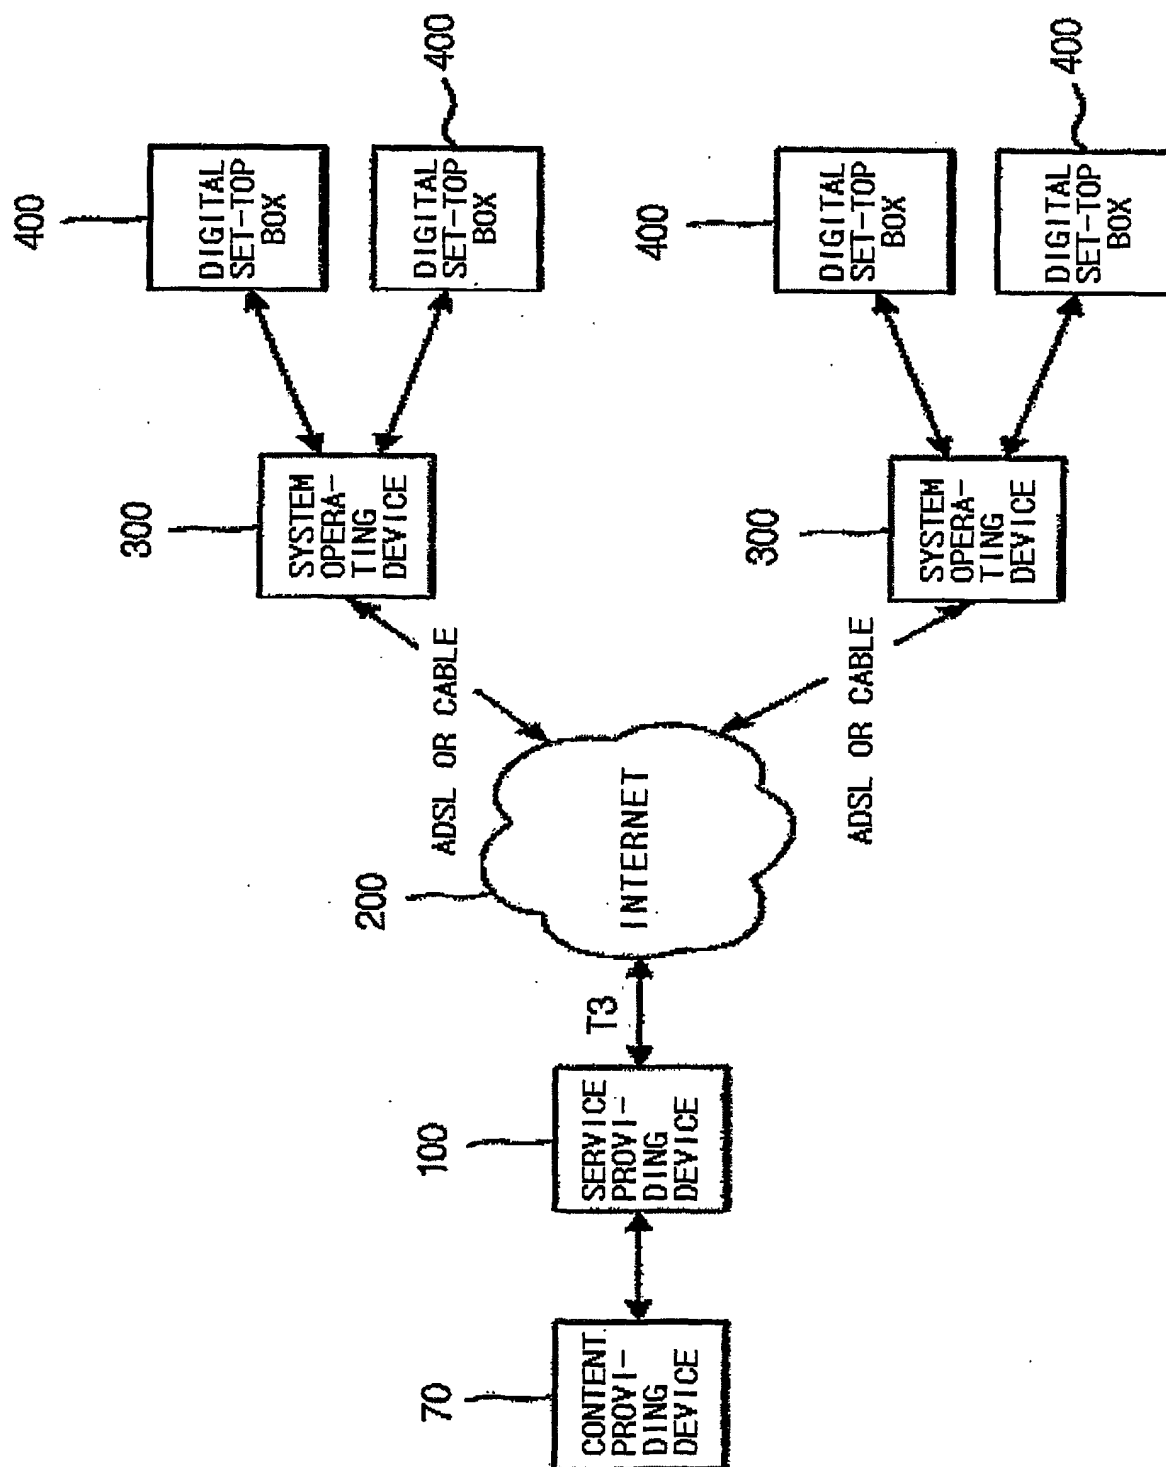 70
CONTENT
PROVI-
DING
DEVICE
100
SERVICE
PROVI-
DING
DEVICE
T3
200
INTERNET
ADSL OR CABLE
ADSL OR CABLE
300
SYSTEM
OPERA-
TING
DEVICE
300
SYSTEM
OPERA-
TING
DEVICE
400
DIGITAL
SET-TOP
BOX
400
DIGITAL
SET-TOP
BOX
400
DIGITAL
SET-TOP
BOX
400
DIGITAL
SET-TOP
BOX